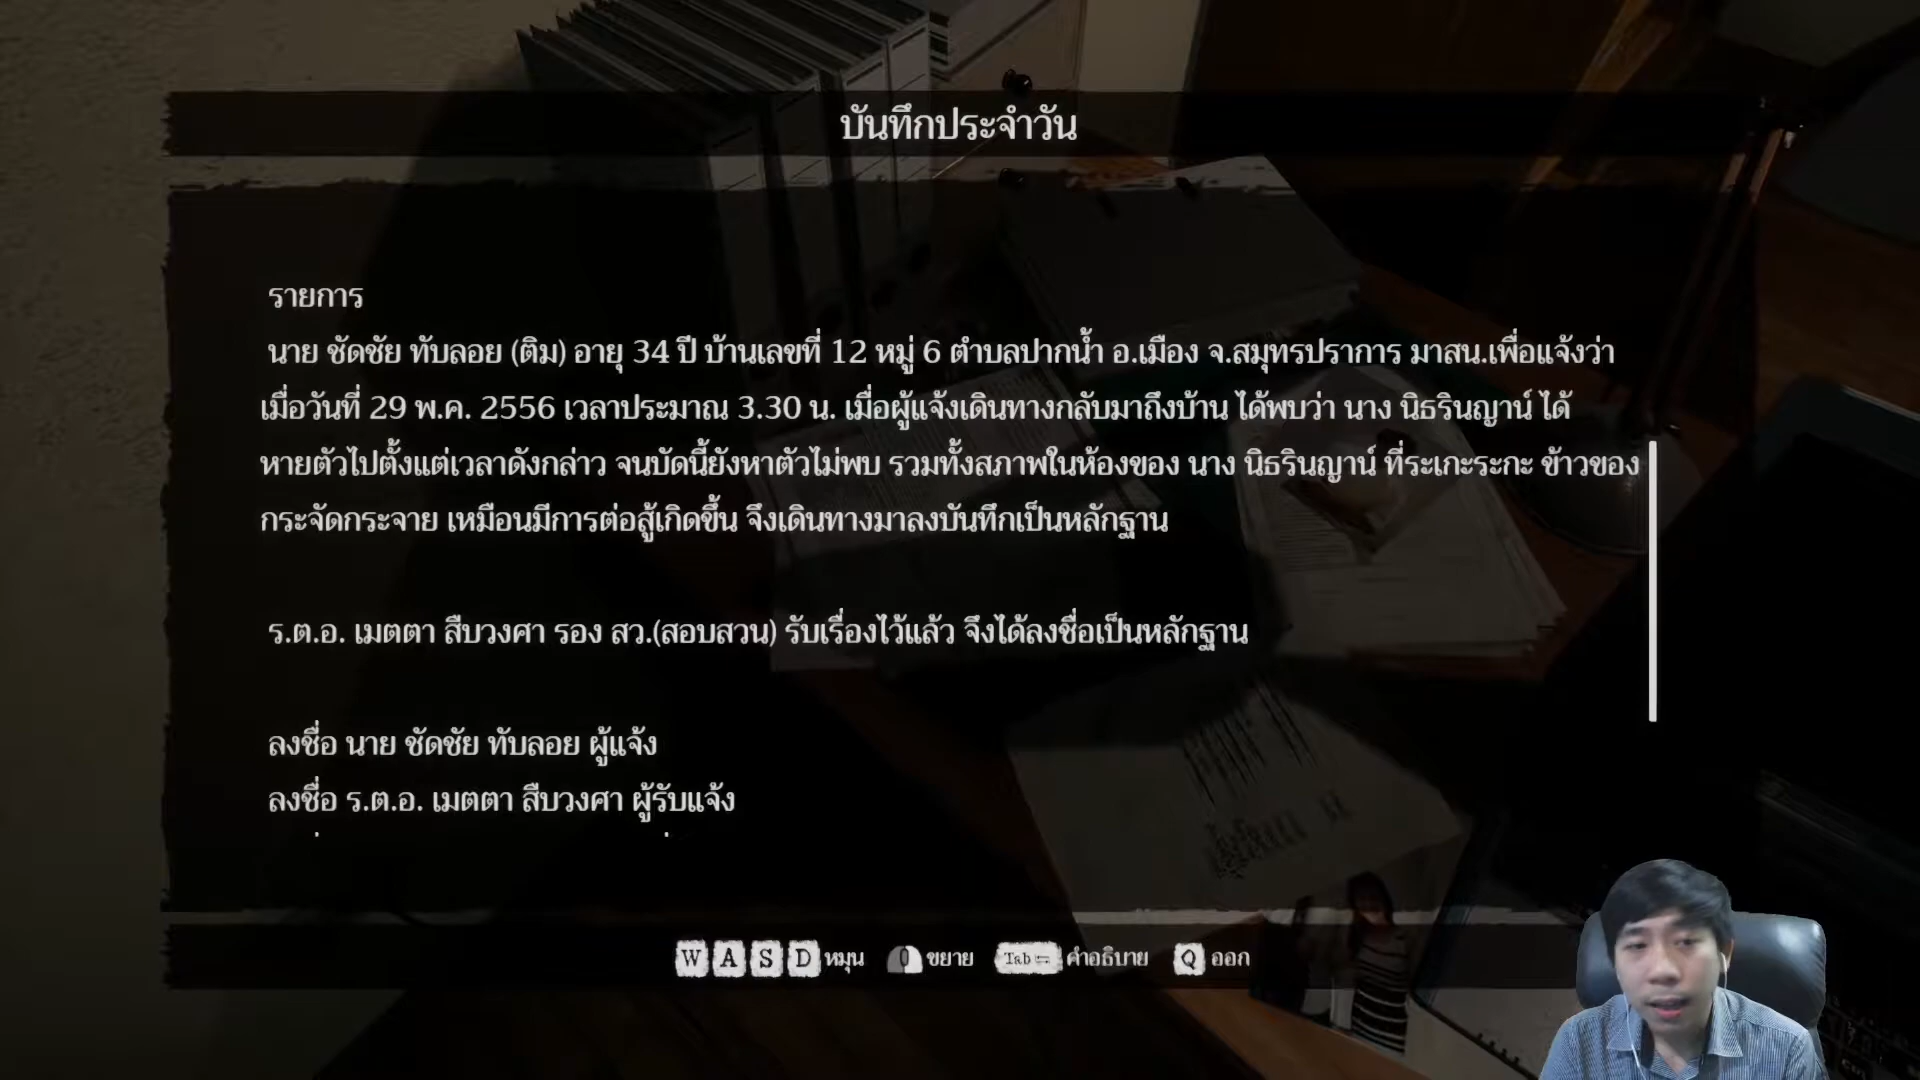 บันทึกประจำวัน
รายการ
นาย ชัดชัย ทับลอย (ติม) อายุ 34 ปี บ้านเลขที่ 12 หมู่ 6 ตำบลปากน้ำ อ.เมือง จ.สมุทรปราการ มาสน.เพื่อแจ้งว่า
เมื่อวันที่ 29 พ.ค. 2556 เวลาประมาณ 3.30 น. เมื่อผู้แจ้งเดินทางกลับมาถึงบ้าน ได้พบว่า นาง นิธรินญาน์ ได้
หายตัวไปตั้งแต่เวลาดังกล่าว จนบัดนี้ยังหาตัวไม่พบ รวมทั้งสภาพในห้องของ นาง นิธรินญาน์ ที่ระเกะระกะ ข้าวของ
กระจัดกระจาย เหมือนมีการต่อสู้เกิดขึ้น จึงเดินทางมาลงบันทึกเป็นหลักฐาน
ร.ต.อ. เมตตา สืบวงศา รอง สว.(สอบสวน) รับเรื่องไว้แล้ว จึงได้ลงชื่อเป็นหลักฐาน
ลงชื่อ นาย ชัดชัย ทับลอย ผู้แจ้ง
ลงชื่อ ร.ต.อ. เมตตา สืบวงศา ผู้รับแจ้ง
W A S D หมุน ขยาย Tab คำอธิบาย Q ออก